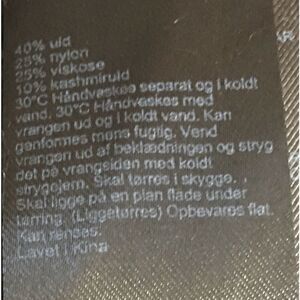 40% uld
25% nylon
25% viskose
10% kashmiruld
30°C Håndvaskes separat og i koldt
vand. 30°C Håndvaskes med
vrangen ud og i koldt vand. Kan
genformes mens fugtig. Vend
vrangen ud af beklædningen og stryg
det på vrangsiden med koldt
strygejern. Skal tørres i skygge. .
Skal ligge på en plan flade under
tørring. (Liggetørres) Opbevares flat.
Kan renses.
Lavet i Kina